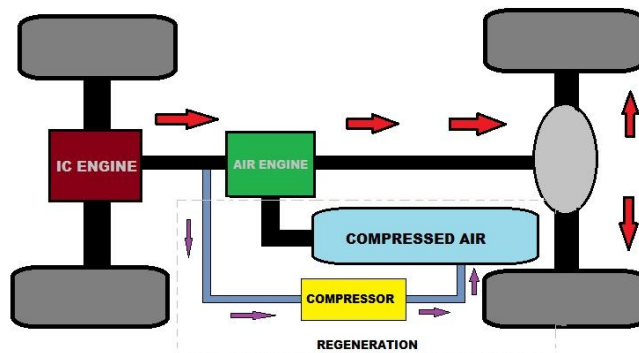 IC ENGINE
AIR ENGINE
COMPRESSED AIR
COMPRESSOR
REGENERATION